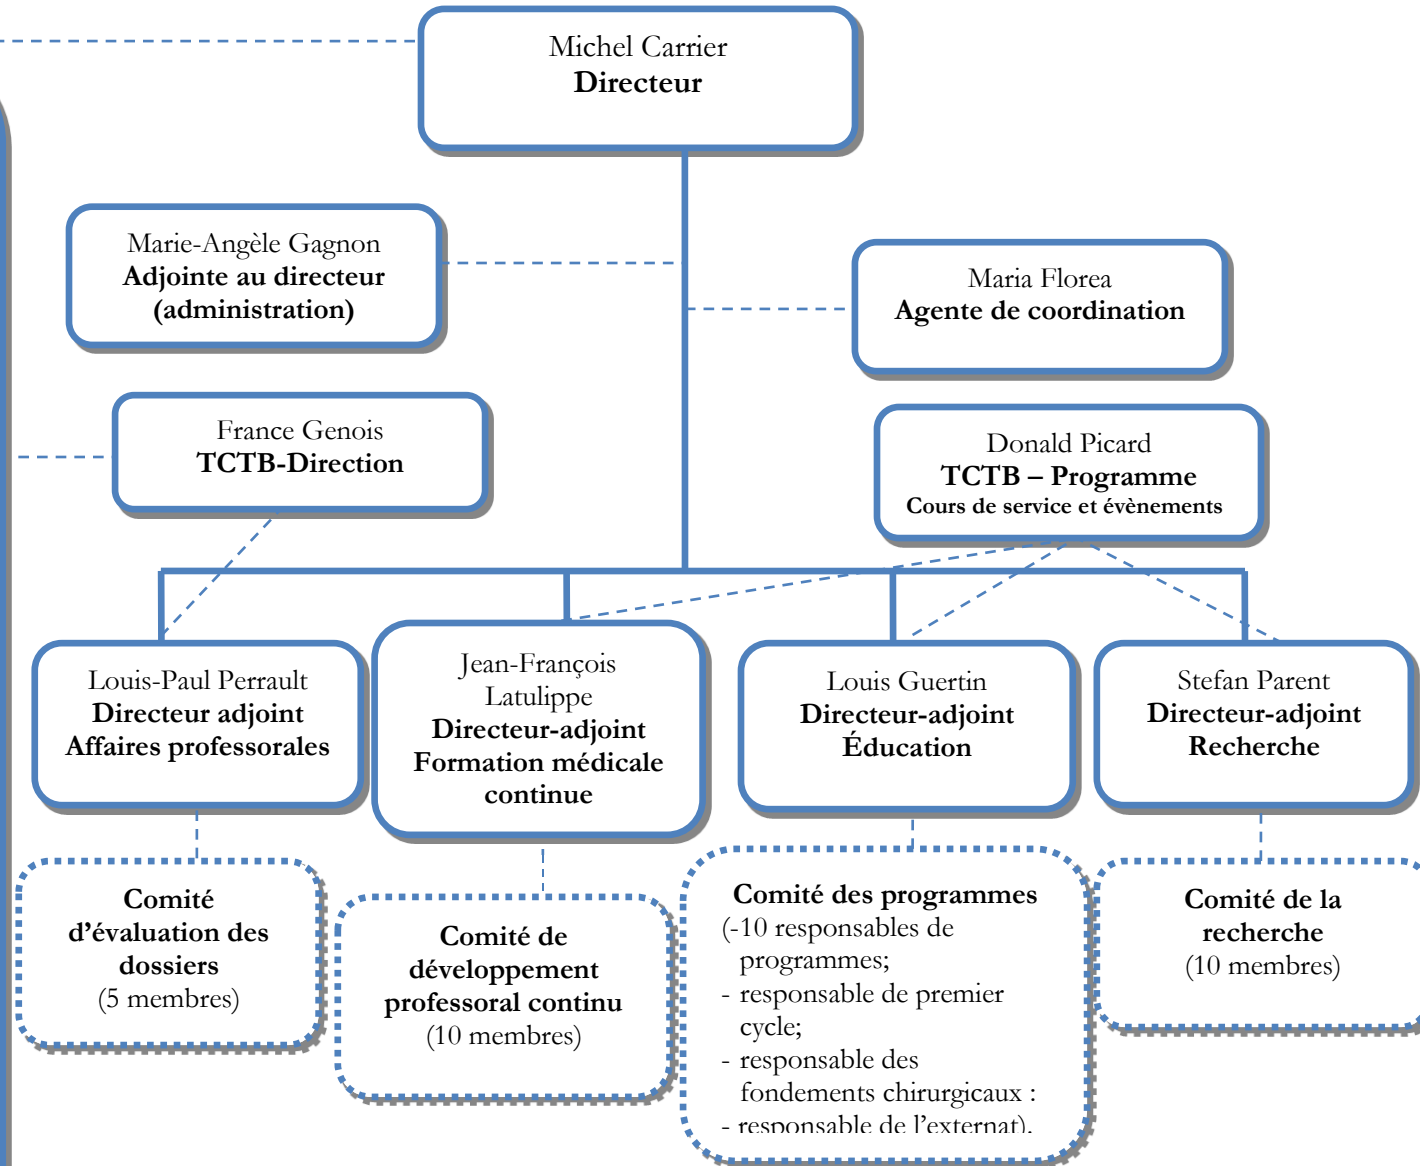 Michel Carrier
Directeur
Marie-Angèle Gagnon
Adjointe au directeur
(administration)
Maria Florea
Agente de coordination
France Genois
TCTB-Direction
Donald Picard
TCTB – Programme
Cours de service et évènements
Louis-Paul Perrault
Directeur adjoint
Affaires professorales
Jean-François
Latulippe
Directeur-adjoint
Formation médicale
continue
Louis Guertin
Directeur-adjoint
Éducation
Stefan Parent
Directeur-adjoint
Recherche
Comité
d'évaluation des
dossiers
(5 membres)
Comité de
développement
professoral continu
(10 membres)
Comité des programmes
(-10 responsables de
programmes;
- responsable de premier
cycle;
- responsable des
fondements chirurgicaux :
- responsable de l'externat).
Comité de la
recherche
(10 membres)